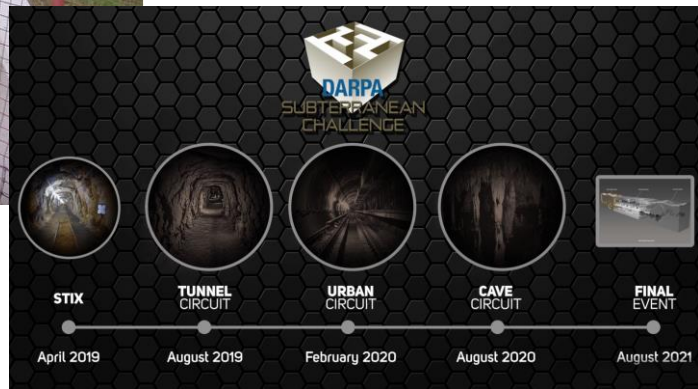 DARPA
SUBTERRANEAN
CHALLENGE
STIX
TUNNEL
CIRCUIT
URBAN
CIRCUIT
CAVE
CIRCUIT
FINAL
EVENT
April 2019
August 2019
February 2020
August 2020
August 2021